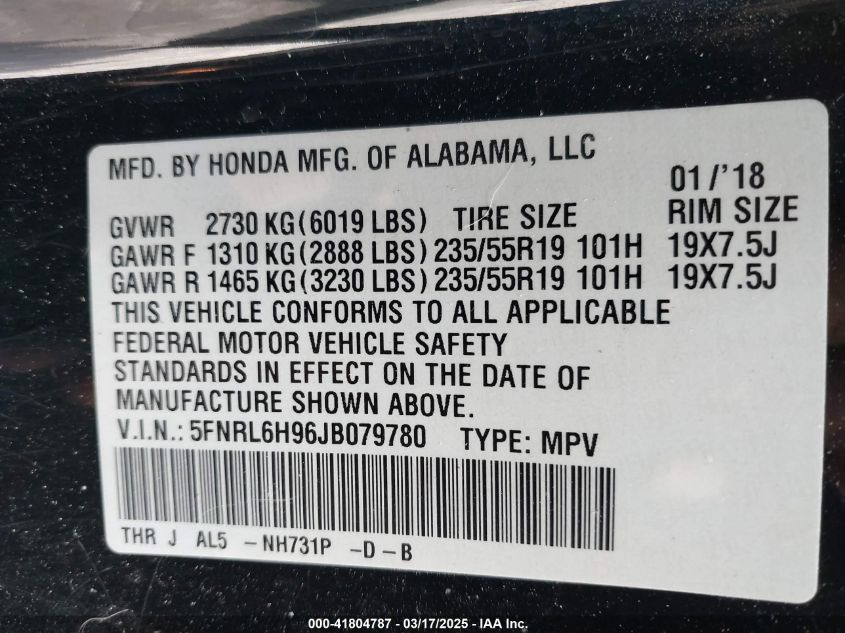 MFD. BY HONDA MFG. OF ALABAMA, LLC
01/'18
GVWR 2730 KG(6019 LBS) TIRE SIZE RIM SIZE
GAWR F 1310 KG(2888 LBS) 235/55R19 101H 19X7.5J
GAWR R 1465 KG(3230 LBS) 235/55R19 101H 19X7.5J
THIS VEHICLE CONFORMS TO ALL APPLICABLE
FEDERAL MOTOR VEHICLE SAFETY
STANDARDS IN EFFECT ON THE DATE OF
MANUFACTURE SHOWN ABOVE.
V.I.N.: 5FNRL6H96JB079780 TYPE: MPV
THR J AL5 -NH731P -D-B
000-41804787 - 03/17/2025 - IAA Inc.